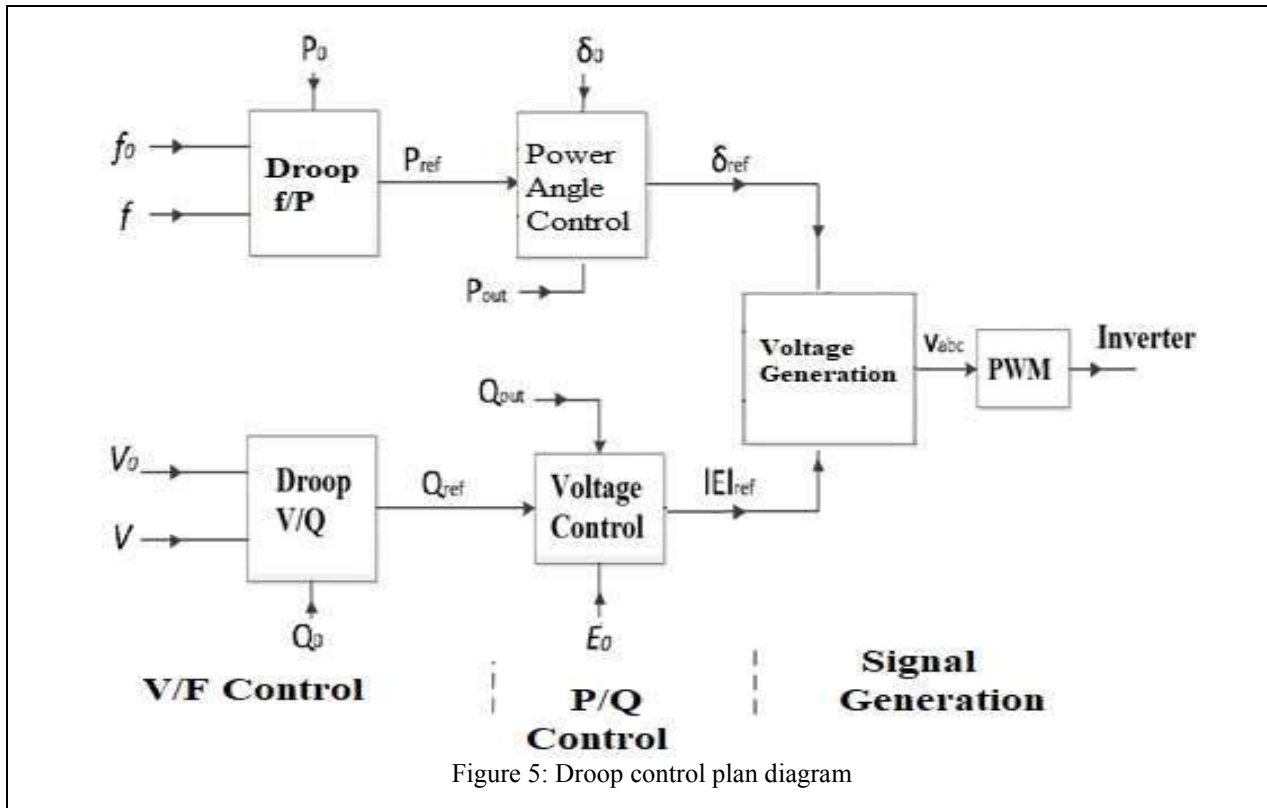 P0
δ0
f0
f
Droop
f/P
Pref
Power
Angle
Control
δref
Pout
Voltage
Generation
Vabc
PWM
Inverter
Qout
V0
V
Droop
V/Q
Qref
Voltage
Control
|E|ref
Q0
E0
V/F Control
P/Q
Control
Signal
Generation
Figure 5: Droop control plan diagram